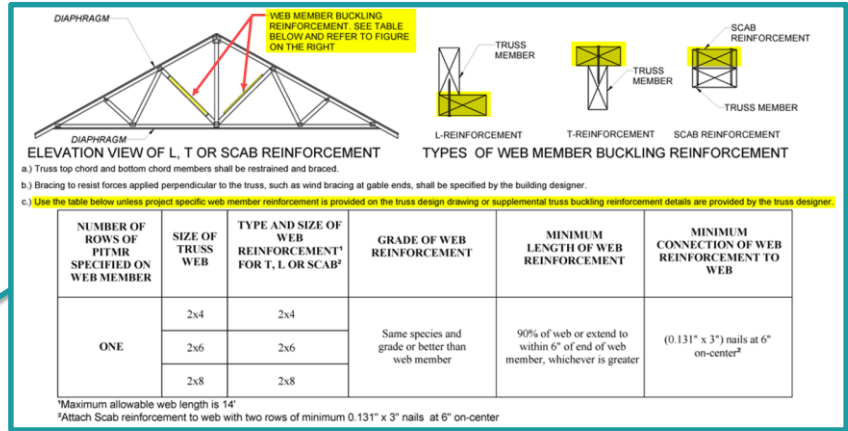 DIAPHRAGM
WEB MEMBER BUCKLING
REINFORCEMENT. SEE TABLE
BELOW AND REFER TO FIGURE
ON THE RIGHT
DIAPHRAGM
ELEVATION VIEW OF L, T OR SCAB REINFORCEMENT
TRUSS
MEMBER
L-REINFORCEMENT
TRUSS
MEMBER
T-REINFORCEMENT
SCAB
REINFORCEMENT
TRUSS MEMBER
SCAB REINFORCEMENT
TYPES OF WEB MEMBER BUCKLING REINFORCEMENT
a.) Truss top chord and bottom chord members shall be restrained and braced.
b.) Bracing to resist forces applied perpendicular to the truss, such as wind bracing at gable ends, shall be specified by the building designer.
c.) Use the table below unless project specific web member reinforcement is provided on the truss design drawing or supplemental truss buckling reinforcement details are provided by the truss designer.
NUMBER OF
ROWS OF
PITMR
SPECIFIED ON
WEB MEMBER
SIZE OF
TRUSS
WEB
TYPE AND SIZE OF
WEB
REINFORCEMENT¹
FOR T, L OR SCAB²
GRADE OF WEB
REINFORCEMENT
MINIMUM
LENGTH OF WEB
REINFORCEMENT
MINIMUM
CONNECTION OF WEB
REINFORCEMENT TO
WEB
ONE
2x4
2x4
2x6
2x6
2x8
2x8
Same species and
grade or better than
web member
90% of web or extend to
within 6" of end of web
member, whichever is greater
(0.131" x 3") nails at 6"
on-center²
¹Maximum allowable web length is 14'
²Attach Scab reinforcement to web with two rows of minimum 0.131" x 3" nails at 6" on-center